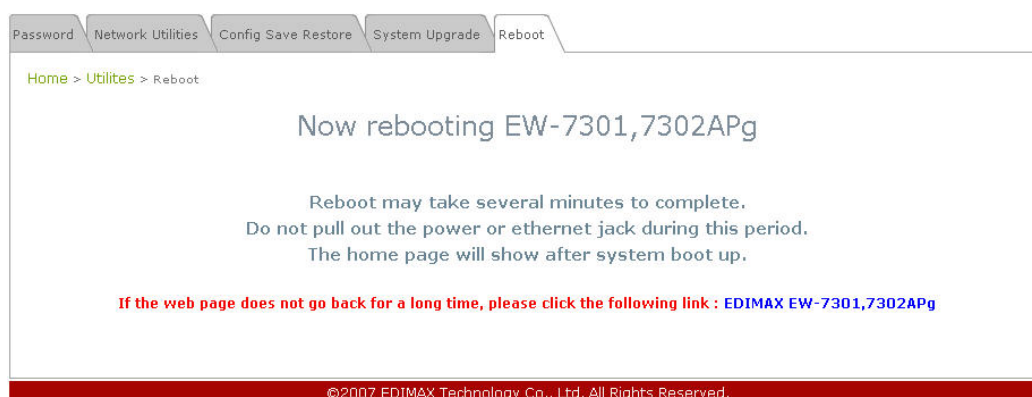 Password Network Utilities Config Save Restore System Upgrade Reboot
Home > Utilites > Reboot
Now rebooting EW-7301,7302APg
Reboot may take several minutes to complete.
Do not pull out the power or ethernet jack during this period.
The home page will show after system boot up.
If the web page does not go back for a long time, please click the following link : EDIMAX EW-7301,7302APg
©2007 EDIMAX Technology Co., Ltd. All Rights Reserved.